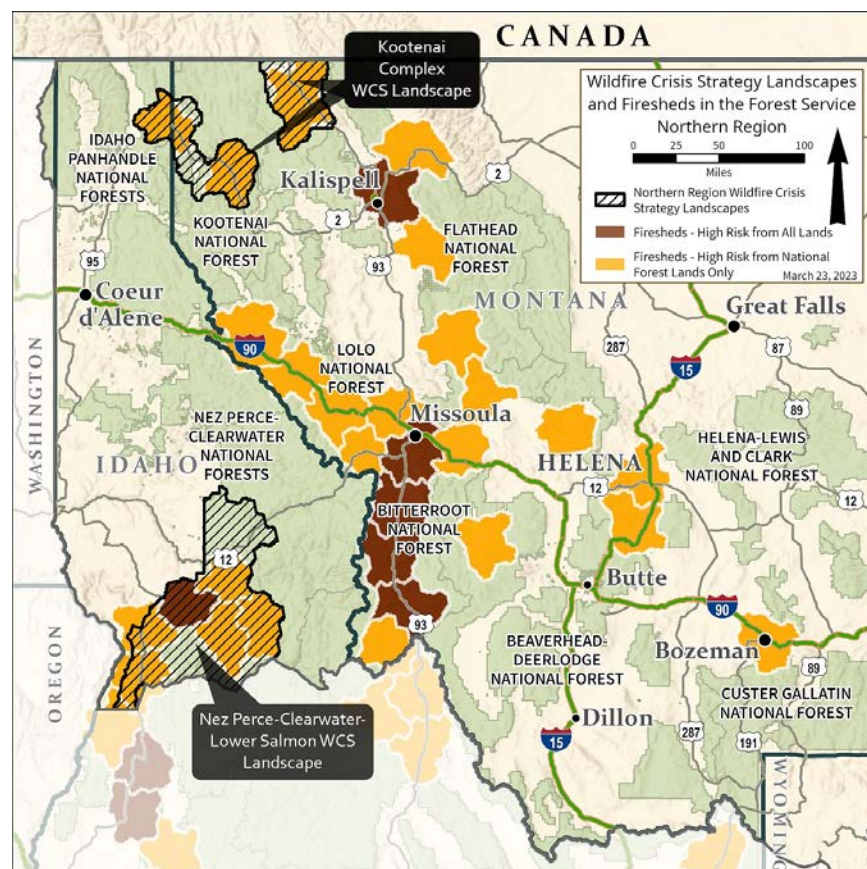 CANADA
Kootenai
Complex
WCS Landscape
Wildfire Crisis Strategy Landscapes
and Firesheds in the Forest Service
Northern Region
0 25 50 100
Miles
Northern Region Wildfire Crisis
Strategy Landscapes
Firesheds - High Risk from All Lands
Firesheds - High Risk from National
Forest Lands Only
March 23, 2023
IDAHO
PANHANDLE
NATIONAL
FORESTS
2
Kalispell
KOOTENAI
NATIONAL
FOREST
2
FLATHEAD
NATIONAL
FOREST
95
93
Coeur
d'Alene
MONTANA
Great Falls
90
LOLO
NATIONAL
FOREST
287
15
87
89
WASHINGTON
NEZ PERCE-
CLEARWATER
NATIONAL
FORESTS
Missoula
IDAHO
HELENA
12
HELENA-LEWIS
AND CLARK
NATIONAL FOREST
12
BITTERROOT
NATIONAL
FOREST
12
Butte
93
90
OREGON
BEAVERHEAD-
DEERLODGE
NATIONAL FOREST
Bozeman
89
CUSTER GALLATIN
NATIONAL FOREST
Nez Perce-Clearwater-
Lower Salmon WCS
Landscape
Dillon
15
287
191
WYOMING